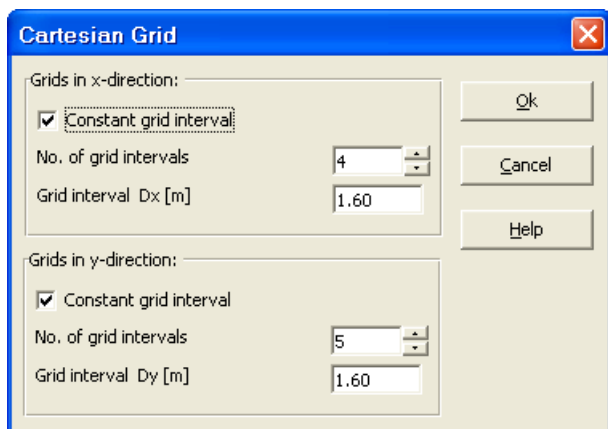 Cartesian Grid
Grids in x-direction:
Constant grid interval
No. of grid intervals
4
Grid interval Dx [m]
1.60
Ok
Cancel
Help
Grids in y-direction:
Constant grid interval
No. of grid intervals
5
Grid interval Dy [m]
1.60